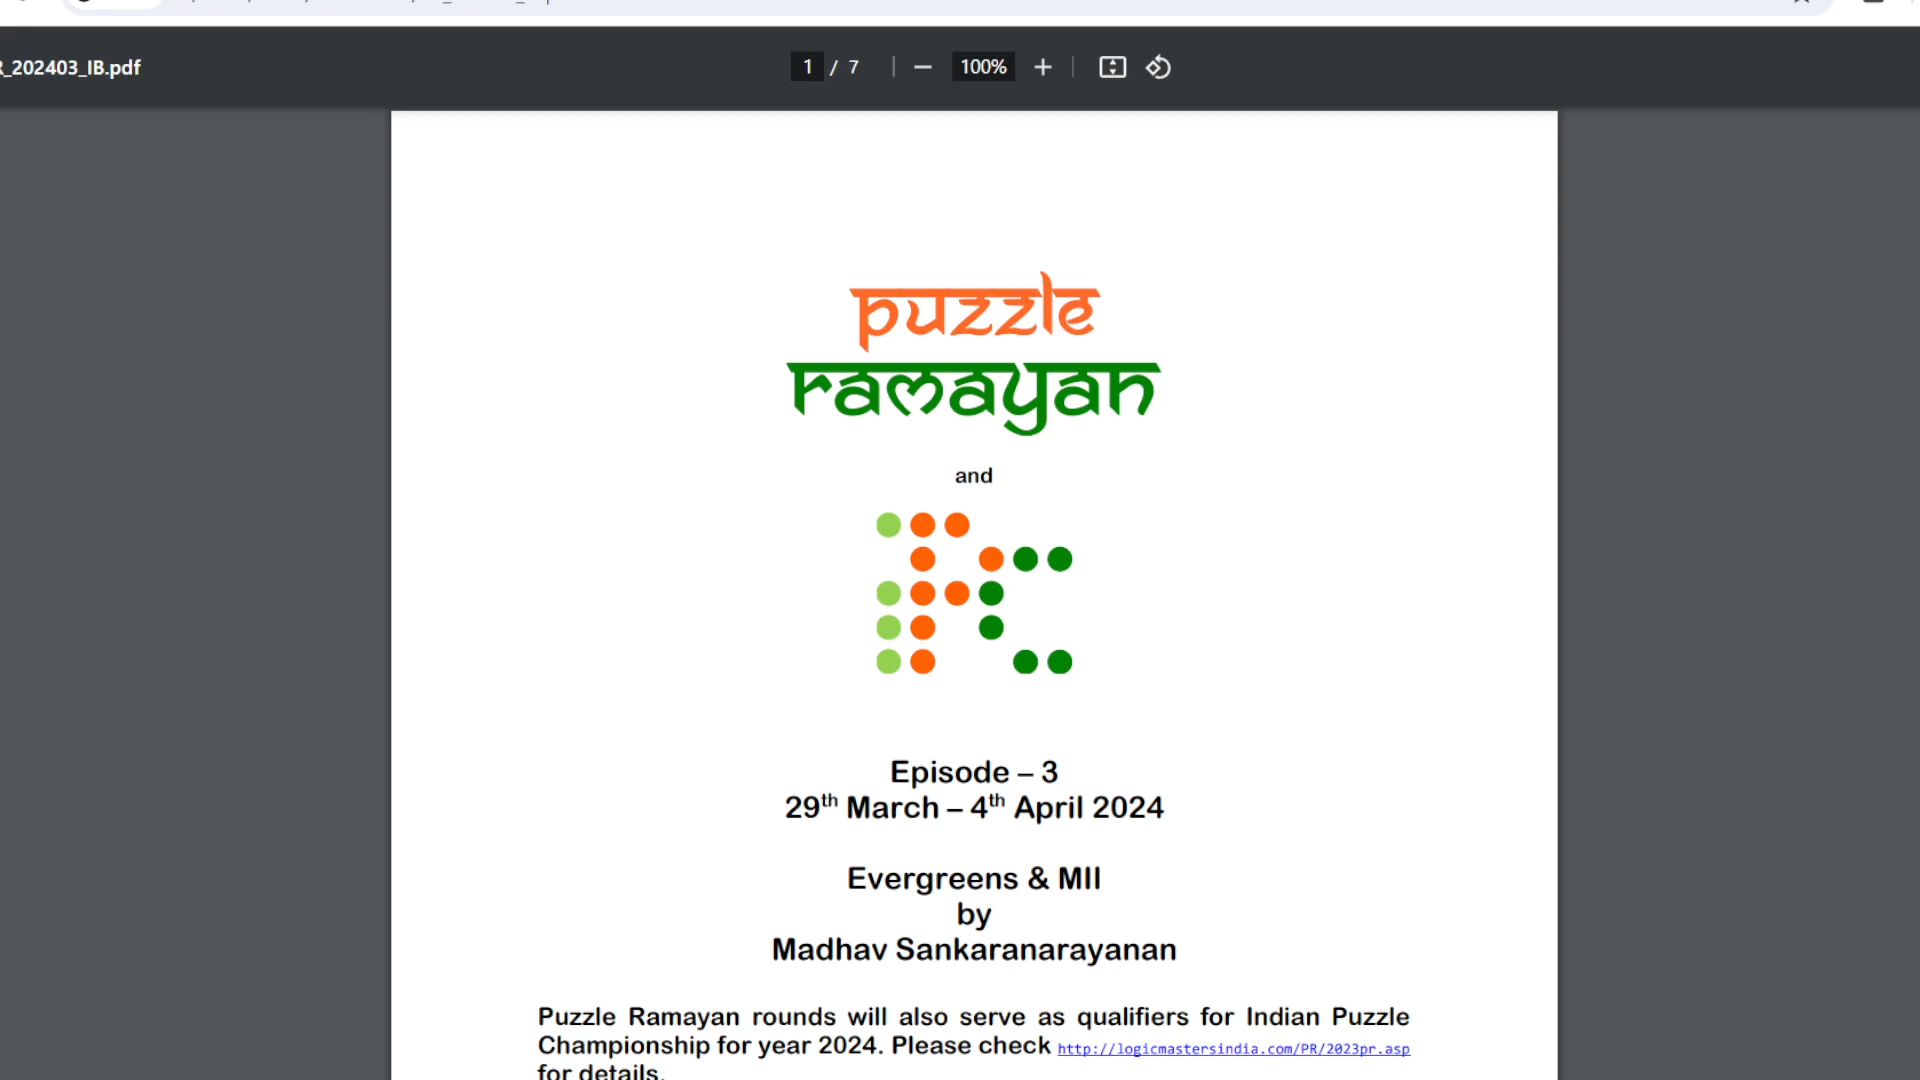 R_202403_IB.pdf
1 / 7
100%
puzzle
ramayan
and
Episode – 3
29th March – 4th April 2024
Evergreens & MII
by
Madhav Sankaranarayanan
Puzzle Ramayan rounds will also serve as qualifiers for Indian Puzzle
Championship for year 2024. Please check http://logicmastersindia.com/PR/2023pr.asp
for details.